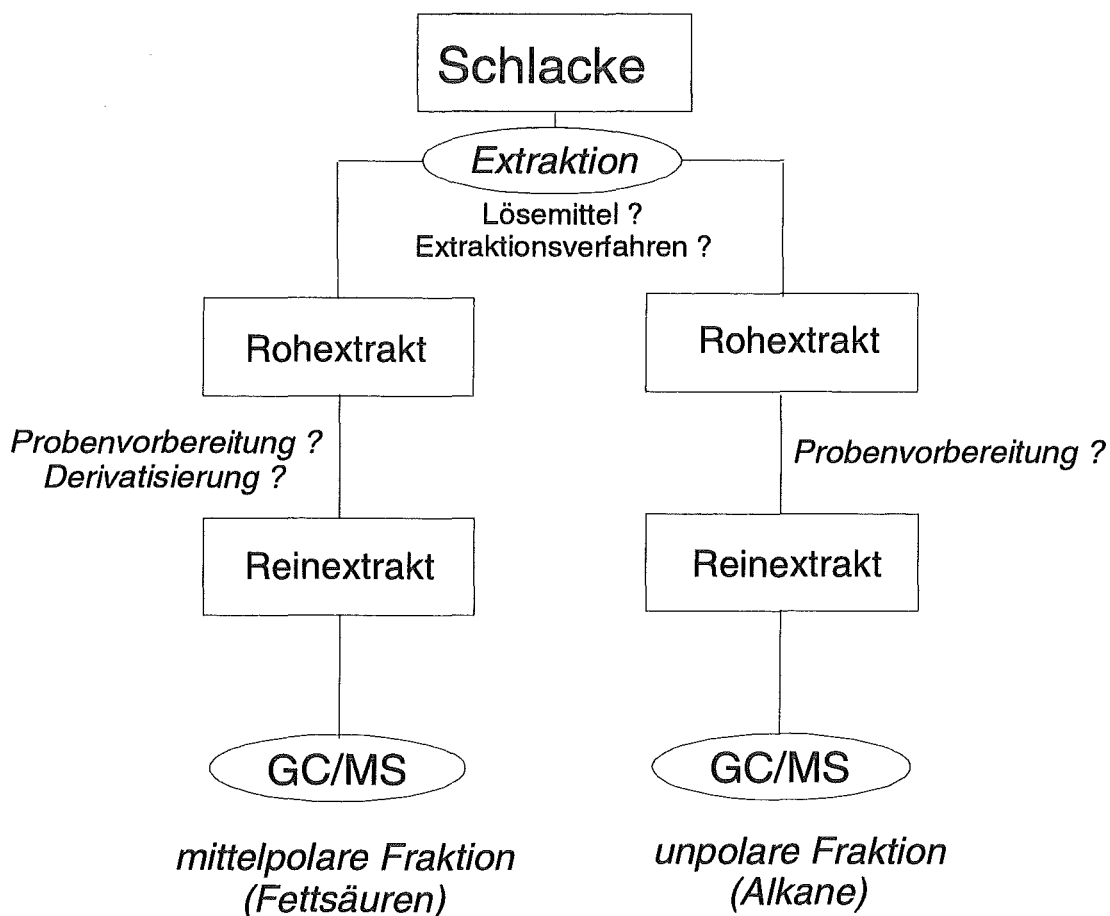 Schlacke
Extraktion
Lösemittel ?
Extraktionsverfahren ?
Rohextrakt
Rohextrakt
Probenvorbereitung ?
Derivatisierung ?
Probenvorbereitung ?
Reinextrakt
Reinextrakt
GC/MS
GC/MS
mittelpolare Fraktion
(Fettsäuren)
unpolare Fraktion
(Alkane)